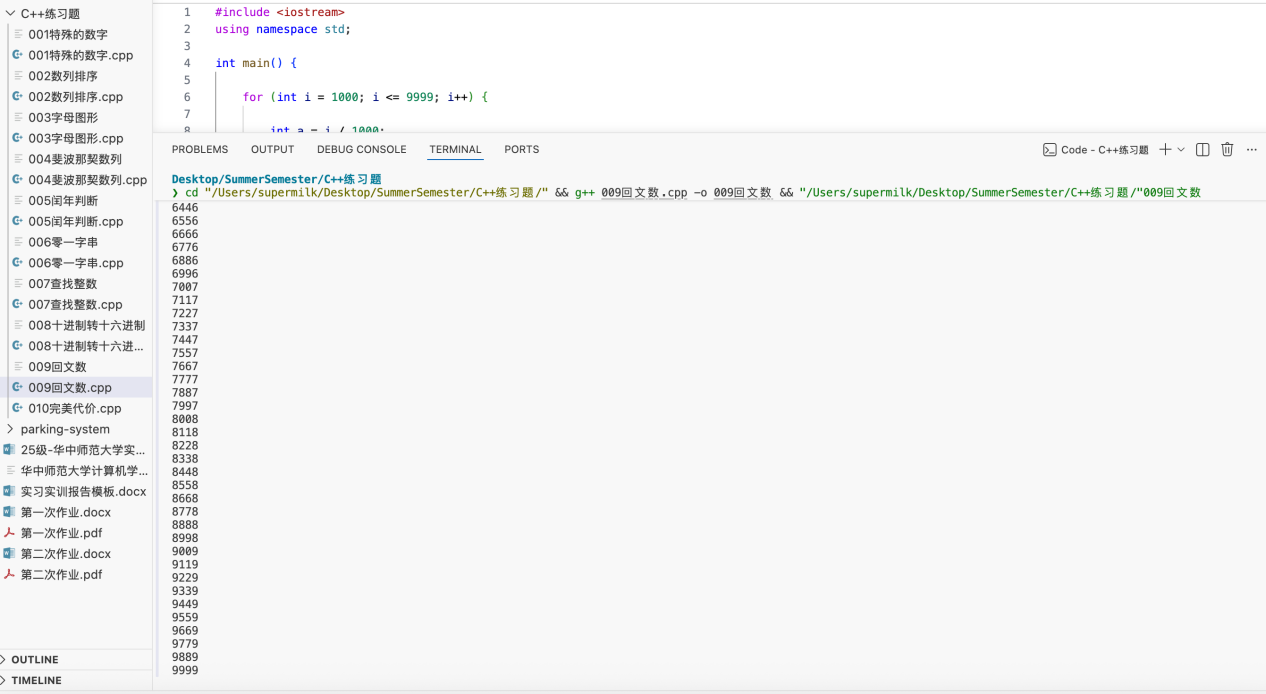 C++练习题
001特殊的数字
001特殊的数字.cpp
002数列排序
002数列排序.cpp
003字母图形
003字母图形.cpp
004斐波那契数列
004斐波那契数列.cpp
005闰年判断
005闰年判断.cpp
006零一字串
006零一字串.cpp
007查找整数
007查找整数.cpp
008十进制转十六进制
008十进制转十六进...
009回文数
009回文数.cpp
010完美代价.cpp
parking-system
25级-华中师范大学实...
华中师范大学计算机学...
实习实训报告模板.docx
第一次作业.docx
第一次作业.pdf
第二次作业.docx
第二次作业.pdf
OUTLINE
TIMELINE
1 #include <iostream>
2 using namespace std;
3
4 int main() {
5
6 for (int i = 1000; i <= 9999; i++) {
7
8 int a = i / 1000;
PROBLEMS OUTPUT DEBUG CONSOLE TERMINAL PORTS Code - C++练习题
Desktop/SummerSemester/C++练习题
❯ cd "/Users/supermilk/Desktop/SummerSemester/C++练习题/" && g++ 009回文数.cpp -o 009回文数 && "/Users/supermilk/Desktop/SummerSemester/C++练习题/"009回文数
6446
6556
6666
6776
6886
6996
7007
7117
7227
7337
7447
7557
7667
7777
7887
7997
8008
8118
8228
8338
8448
8558
8668
8778
8888
8998
9009
9119
9229
9339
9449
9559
9669
9779
9889
9999